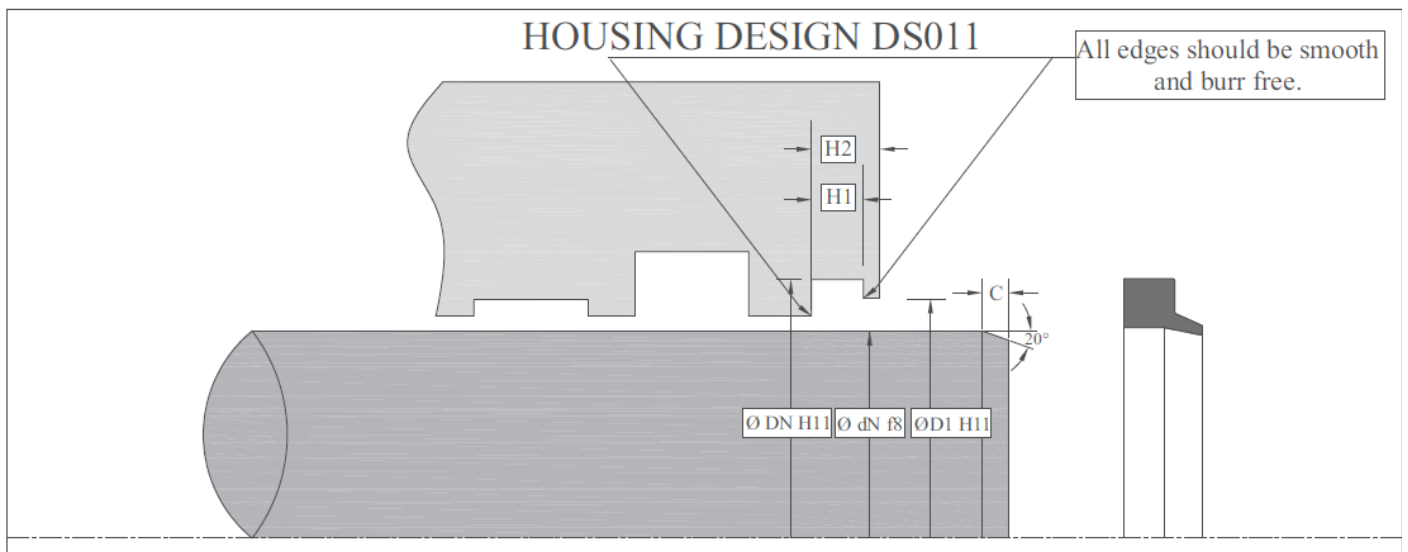 HOUSING DESIGN DS011
All edges should be smooth
and burr free.
H2
H1
C
20°
Ø DN H11
Ø dN f8
ØD1 H11